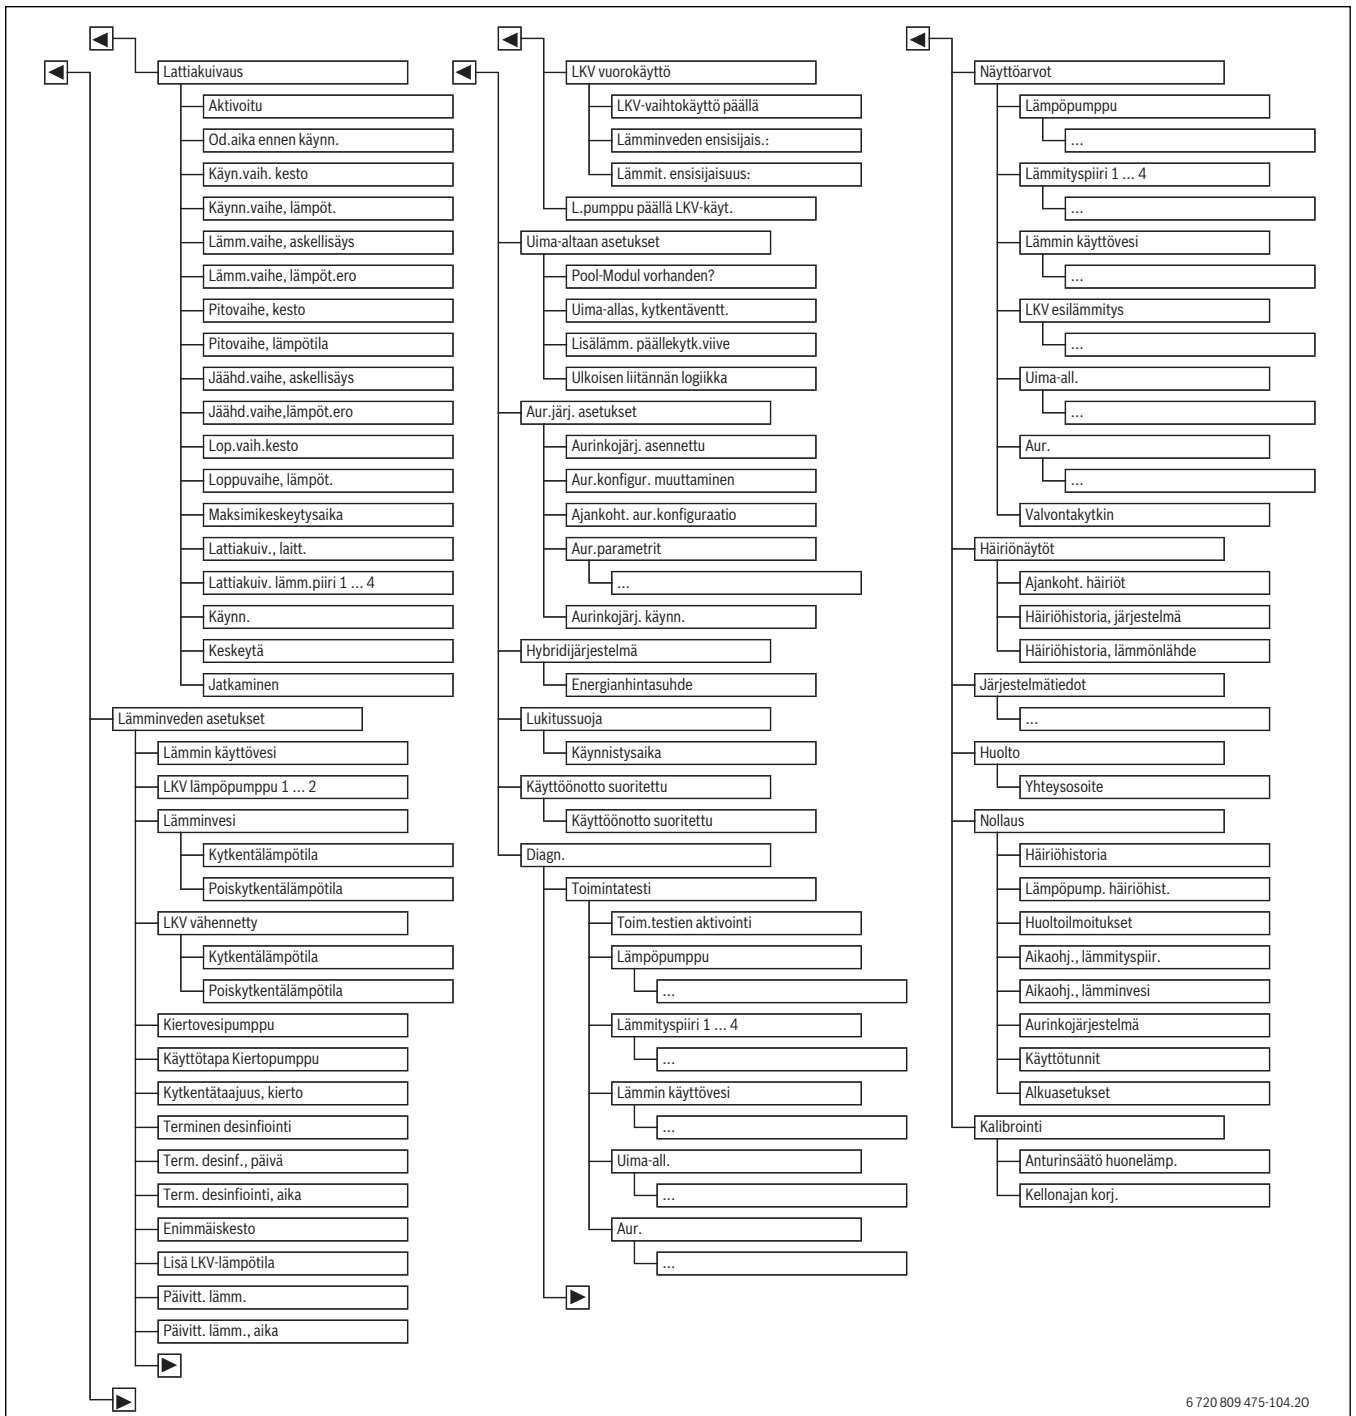 Lattiakuivaus
Aktivoitu
Od.aika ennen käynn.
Käyn.vaih. kesto
Käynn.vaihe, lämpöt.
Lämm.vaihe, askellisäys
Lämm.vaihe, lämpöt.ero
Pitovaihe, kesto
Pitovaihe, lämpötila
Jäähd.vaihe, askellisäys
Jäähd.vaihe,lämpöt.ero
Lop.vaih.kesto
Loppuvaihe, lämpöt.
Maksimikeskeytysaika
Lattiakuiv., laitt.
Lattiakuiv. lämm.piiri 1 ... 4
Käynn.
Keskeytä
Jatkaminen
Lämminveden asetukset
Lämmin käyttövesi
LKV lämpöpumppu 1 ... 2
Lämminvesi
Kytkentälämpötila
Poiskytkentälämpötila
LKV vähennetty
Kytkentälämpötila
Poiskytkentälämpötila
Kiertovesipumppu
Käyttötapa Kiertopumppu
Kytkentätaajuus, kierto
Terminen desinfiointi
Term. desinf., päivä
Term. desinfiointi, aika
Enimmäiskesto
Lisä LKV-lämpötila
Päivitt. lämm.
Päivitt. lämm., aika
LKV vuorokäyttö
LKV-vaihtokäyttö päällä
Lämminveden ensisijais.:
Lämmit. ensisijaisuus:
L.pumppu päällä LKV-käyt.
Uima-altaan asetukset
Pool-Modul vorhanden?
Uima-allas, kytkentäventt.
Lisälämm. päällekytk.viive
Ulkoisen liitännän logiikka
Aur.järj. asetukset
Aurinkojärj. asennettu
Aur.konfigur. muuttaminen
Ajankoht. aur.konfiguraatio
Aur.parametrit
...
Aurinkojärj. käynn.
Hybridijärjestelmä
Energianhintasuhde
Lukitussuoja
Käynnistysaika
Käyttöönotto suoritettu
Käyttöönotto suoritettu
Diagn.
Toimintatesti
Toim.testien aktivointi
Lämpöpumppu
...
Lämmityspiiri 1 ... 4
...
Lämmin käyttövesi
...
Uima-all.
...
Aur.
...
Näyttöarvot
Lämpöpumppu
...
Lämmityspiiri 1 ... 4
...
Lämmin käyttövesi
...
LKV esilämmitys
...
Uima-all.
...
Aur.
...
Valvontakytkin
Häiriönäytöt
Ajankoht. häiriöt
Häiriöhistoria, järjestelmä
Häiriöhistoria, lämmönlähde
Järjestelmätiedot
...
Huolto
Yhteysosoite
Nollaus
Häiriöhistoria
Lämpöpump. häiriöhist.
Huoltoilmoitukset
Aikaohj., lämmityspiir.
Aikaohj., lämminvesi
Aurinkojärjestelmä
Käyttötunnit
Alkuasetukset
Kalibrointi
Anturinsäätö huonelämp.
Kellonajan korj.
6 720 809 475-104.2O